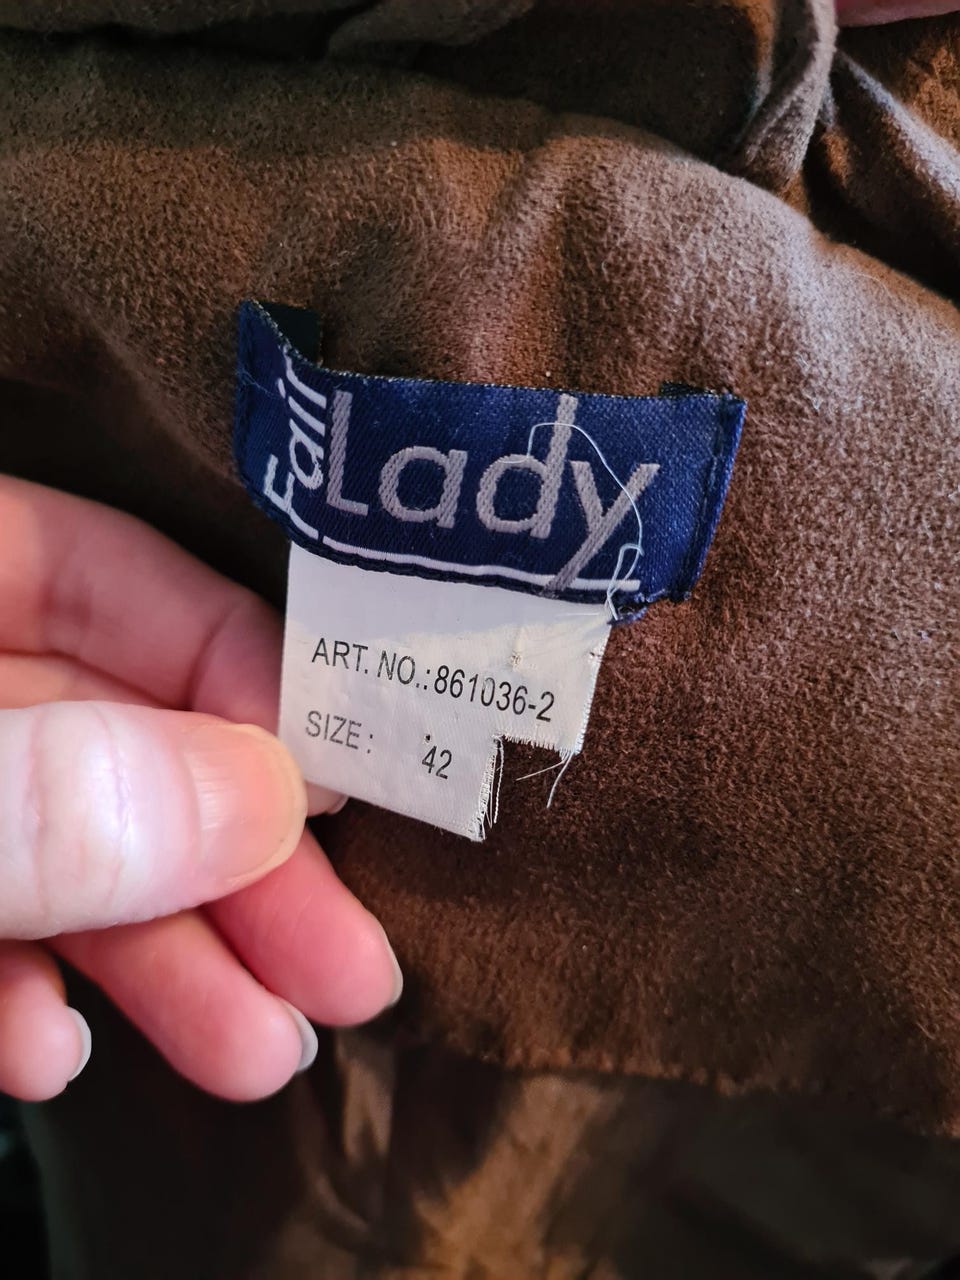 Fair
Lady
ART. NO.:861036-2
SIZE: 42